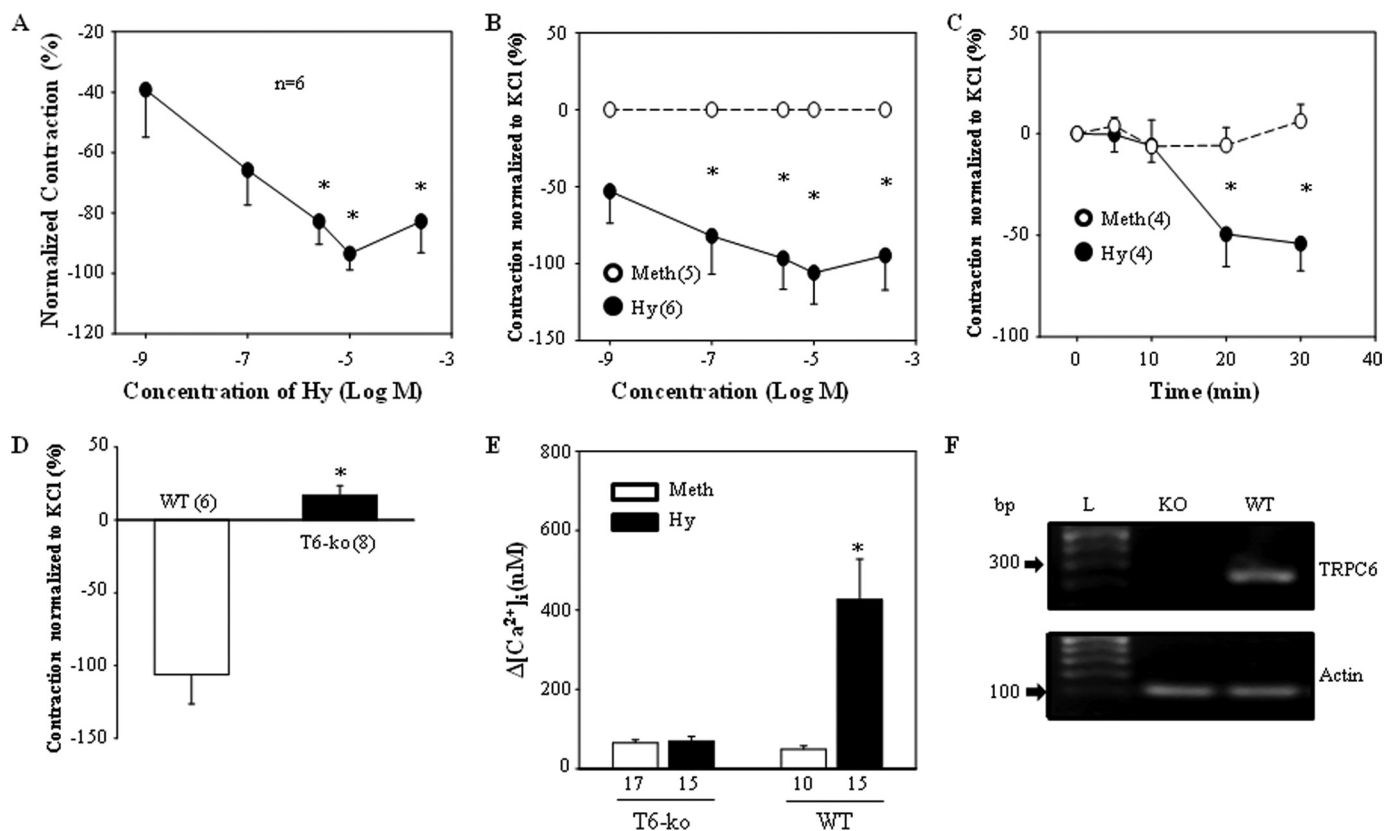 A
Normalized Contraction (%)
-20
-40
-60
-80
-100
-120
n=6
*
*
*
-9
-7
-5
-3
Concentration of Hy (Log M)
B
Contraction normalized to KCl (%)
50
0
-50
-100
-150
*
*
*
*
Meth(5)
Hy(6)
-9
-7
-5
-3
Concentration (Log M)
C
Contraction normalized to KCl (%)
50
0
-50
-100
*
*
Meth(4)
Hy(4)
0
10
20
30
40
Time (min)
D
Contraction normalized to KCl (%)
50
0
-50
-100
-150
WT (6)
*
T6-ko(8)
E
Δ[Ca²⁺]ᵢ(nM)
800
600
400
200
0
Meth
Hy
*
17
15
10
15
T6-ko
WT
F
bp
L
KO
WT
300
TRPC6
100
Actin